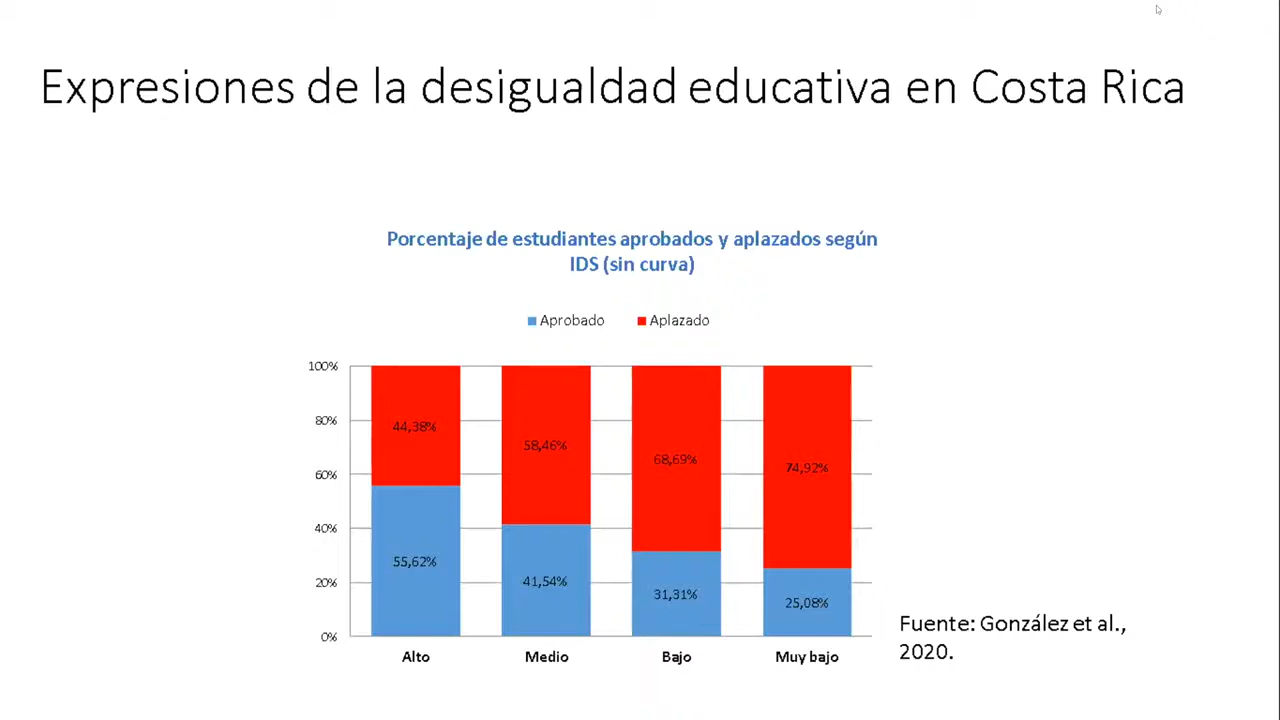 Expresiones de la desigualdad educativa en Costa Rica
Porcentaje de estudiantes aprobados y aplazados según
IDS (sin curva)
Aprobado Aplazado
100%
80%
60%
40%
20%
0%
44,38% 58,46% 68,69% 74,92%
55,62% 41,54% 31,31% 25,08%
Alto Medio Bajo Muy bajo
Fuente: González et al.,
2020.